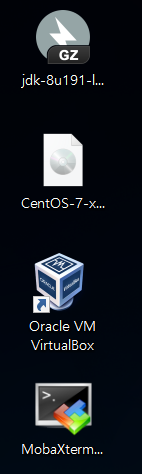 GZ
jdk-8u191-l...
CentOS-7-x...
Oracle VM
VirtualBox
MobaXterm...